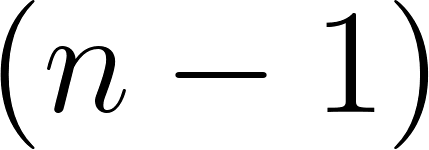 (n − 1)